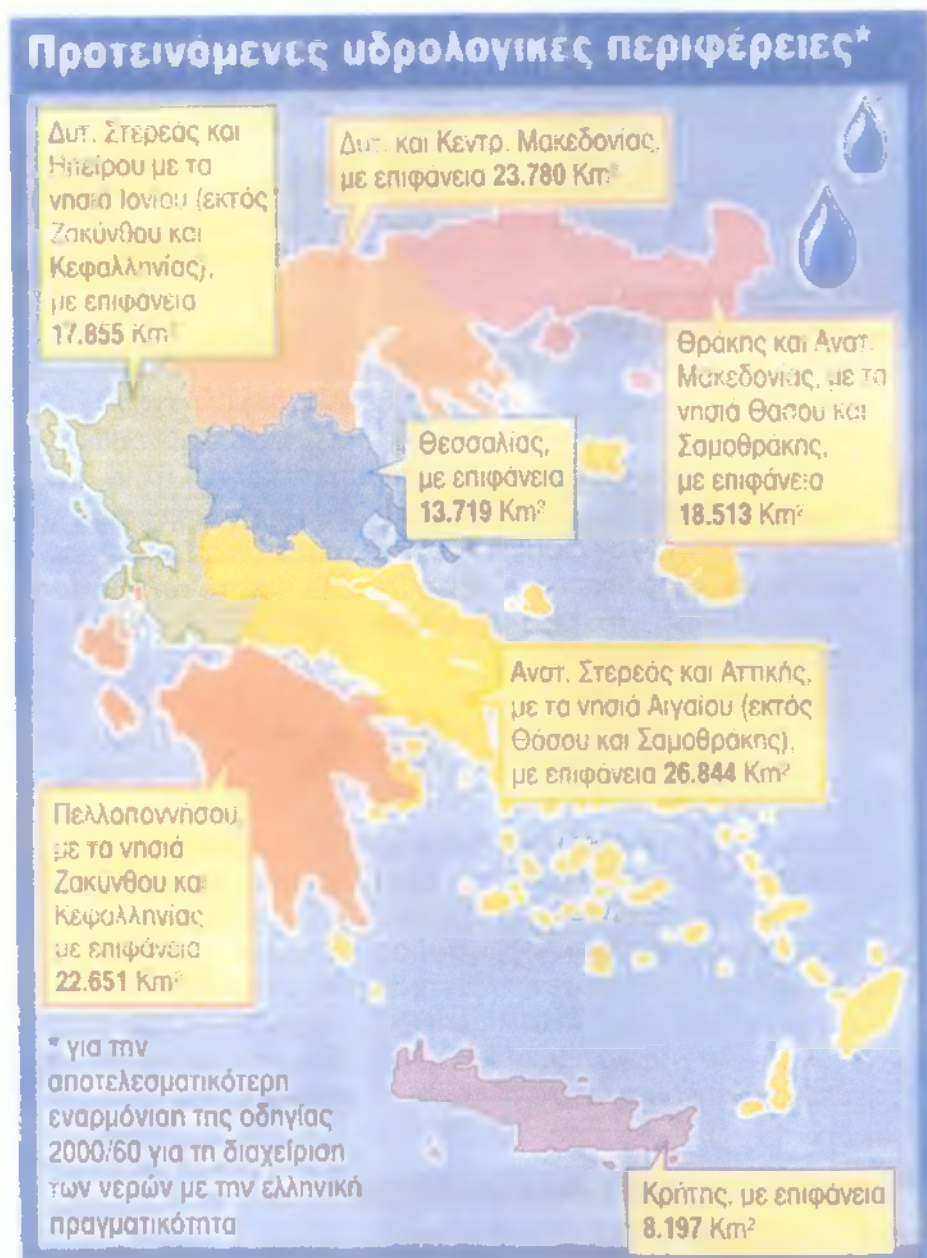 Προτεινόμενες υδρολογικές περιφέρειες*
Δυτ. Στερεάς και
Ηπείρου με τα
νησιά Ιονίου (εκτός
Ζακύνθου και
Κεφαλληνίας),
με επιφάνεια
17.855 Km²
Δυτ. και Κεντρ. Μακεδονίας,
με επιφάνεια 23.780 Km²
Θράκης και Ανατ.
Μακεδονίας, με τα
νησιά Θάσου και
Σαμοθράκης,
με επιφάνεια
18.513 Km²
Θεσσαλίας,
με επιφάνεια
13.719 Km²
Ανατ. Στερεάς και Αττικής,
με τα νησιά Αιγαίου (εκτός
Θάσου και Σαμοθράκης),
με επιφάνεια 26.844 Km²
Πελλοποννήσου,
με τα νησιά
Ζακύνθου και
Κεφαλληνίας
με επιφάνεια
22.651 Km²
* για την
αποτελεσματικότερη
εναρμόνιση της οδηγίας
2000/60 για τη διαχείριση
των νερών με την ελληνική
πραγματικότητα
Κρήτης, με επιφάνεια
8.197 Km²